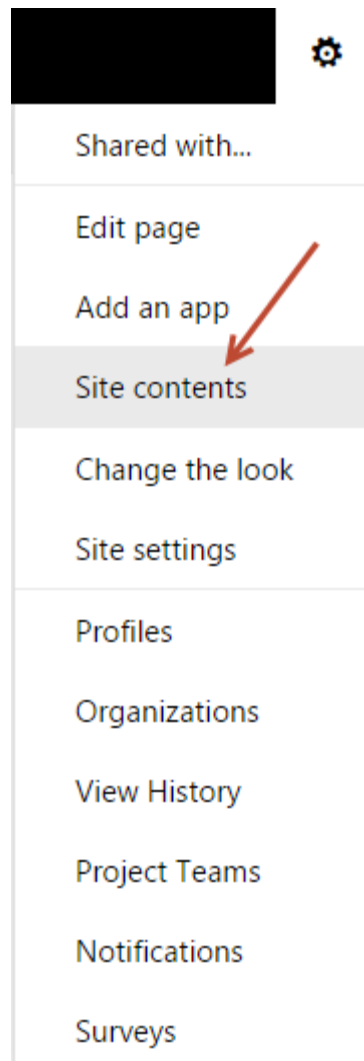 Shared with...
Edit page
Add an app
Site contents
Change the look
Site settings
Profiles
Organizations
View History
Project Teams
Notifications
Surveys